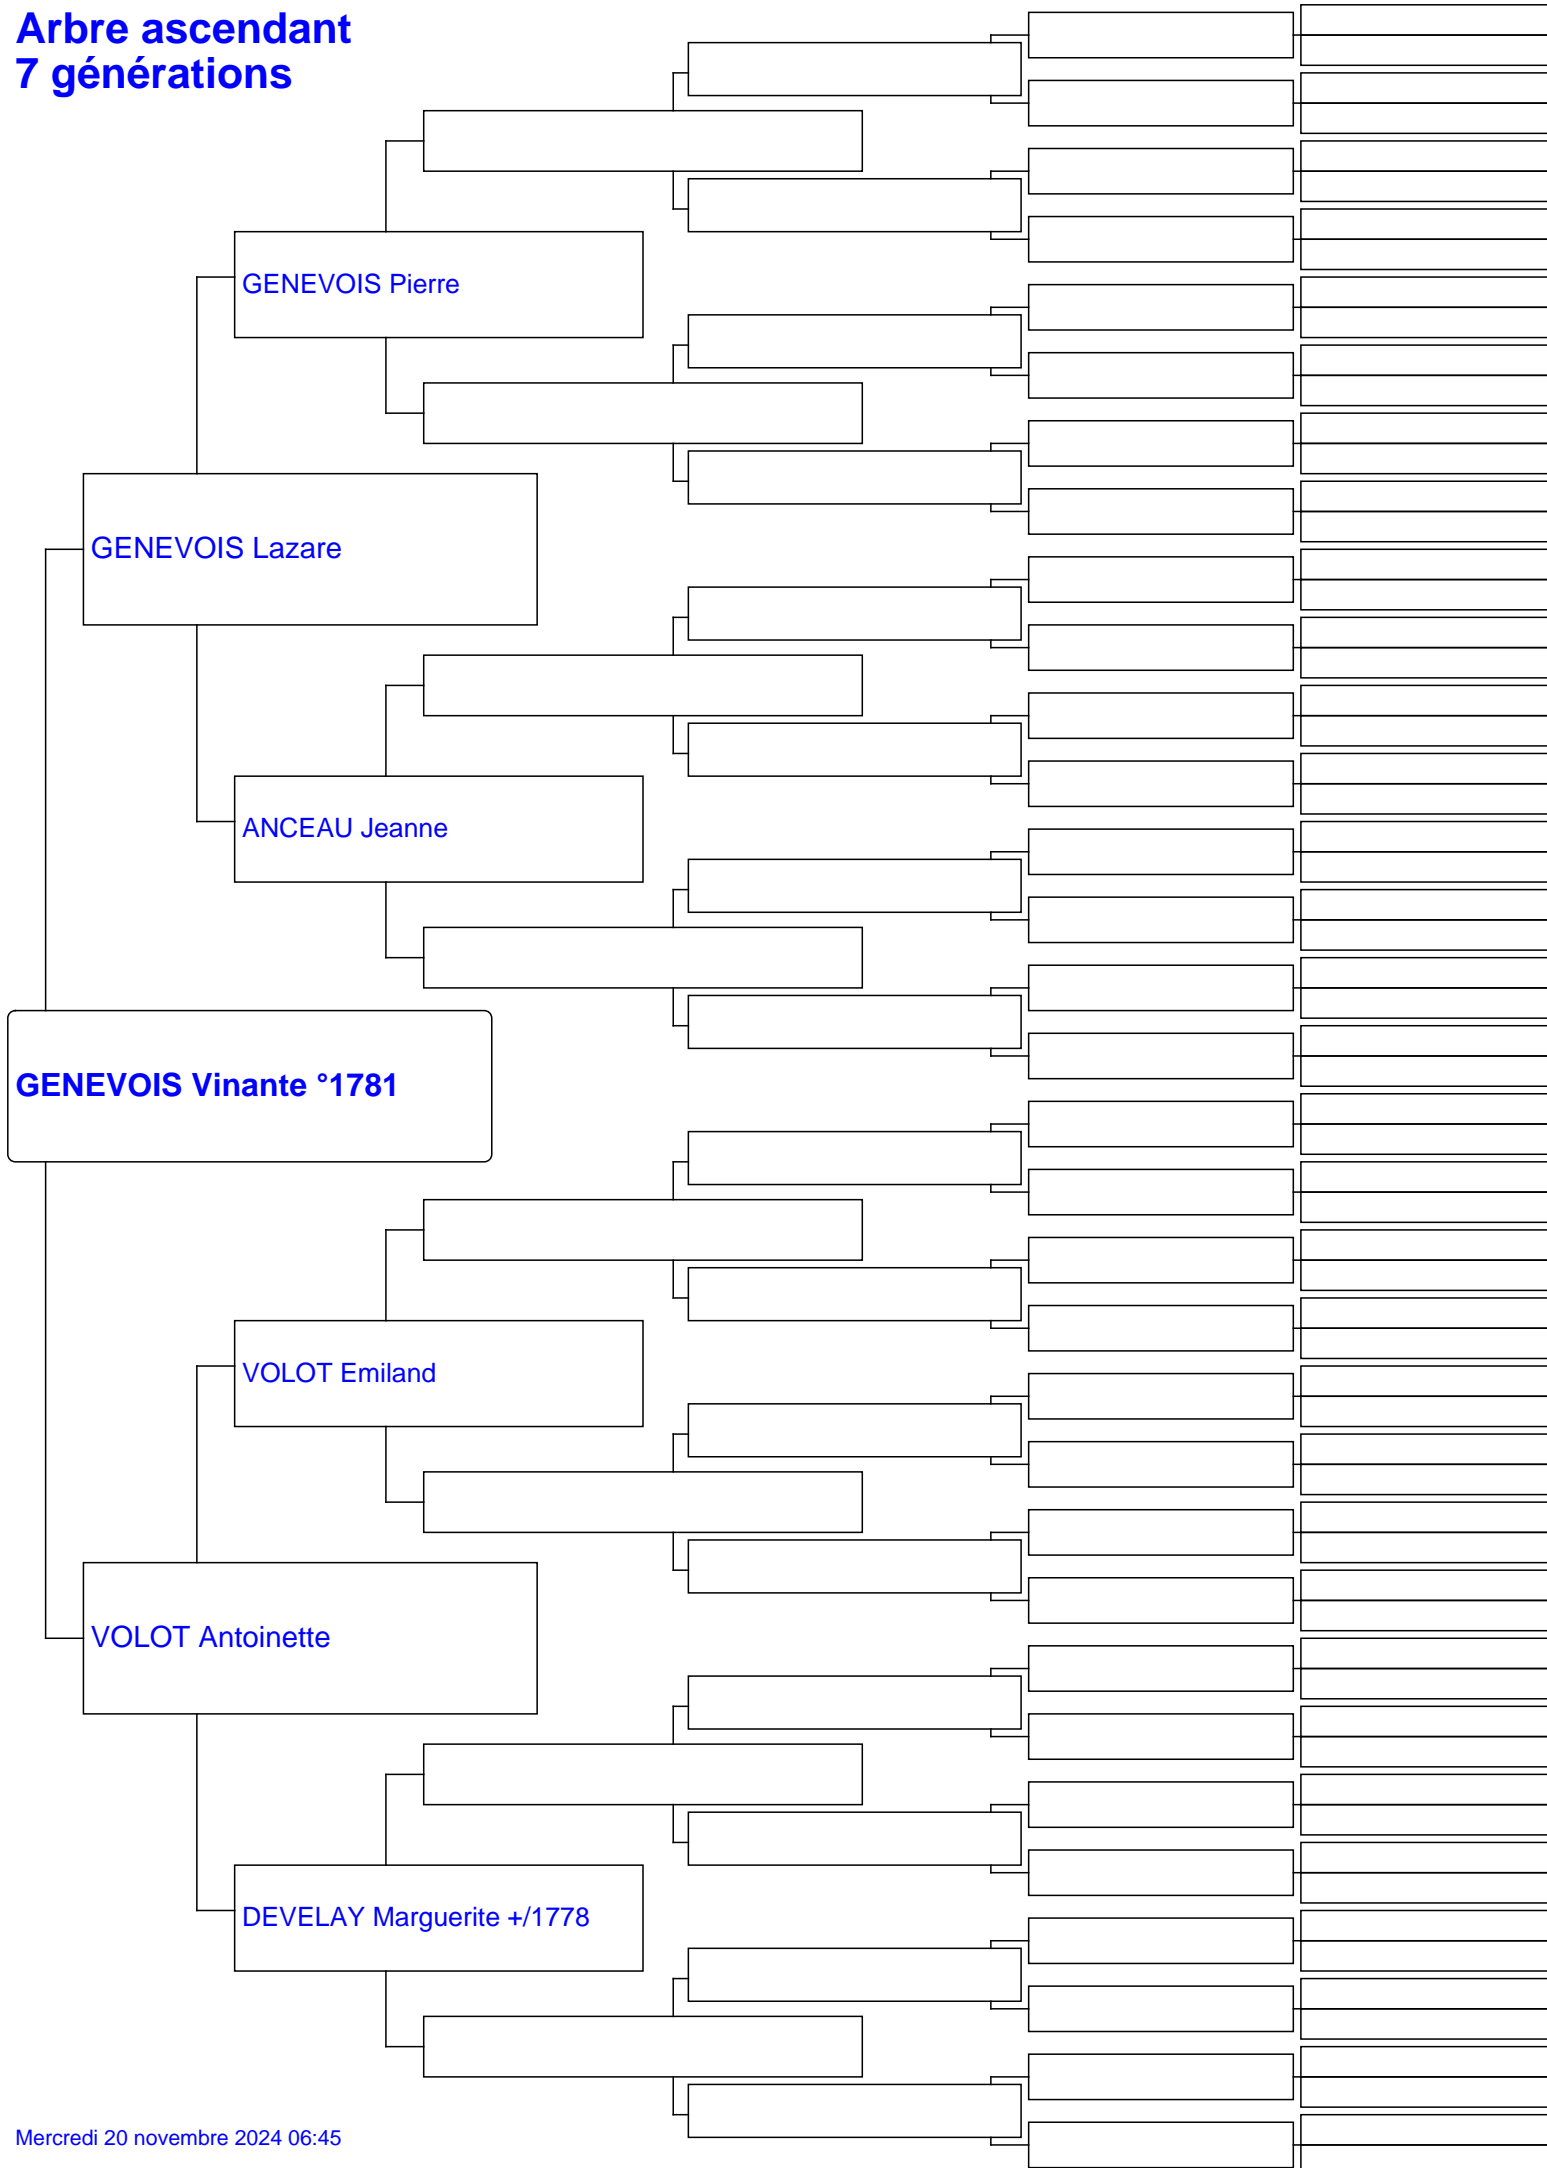 Arbre ascendant
7 générations
GENEVOIS Pierre
GENEVOIS Lazare
ANCEAU Jeanne
GENEVOIS Vinante °1781
VOLOT Emiland
VOLOT Antoinette
DEVELAY Marguerite +/1778
Mercredi 20 novembre 2024 06:45